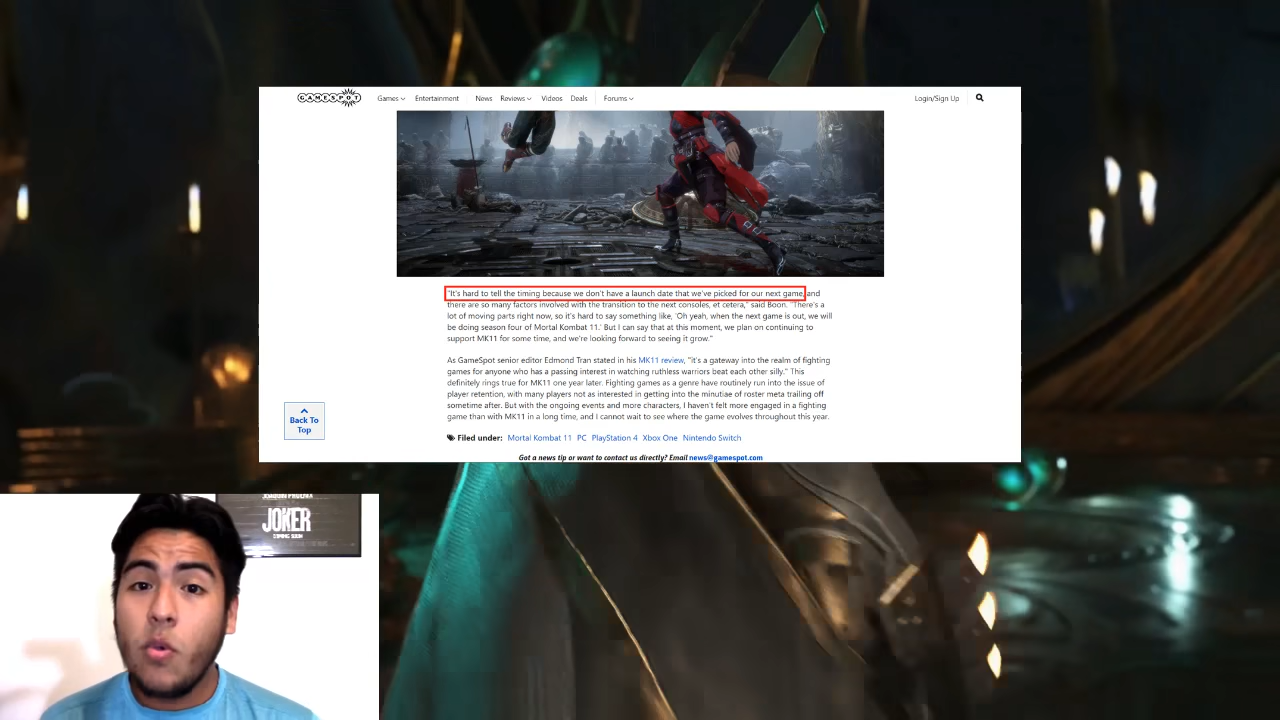 GAMESPOT Games Entertainment News Reviews Videos Deals Forums Login/Sign Up
"It's hard to tell the timing because we don't have a launch date that we've picked for our next game, and
there are so many factors involved with the transition to the next consoles, et cetera," said Boon. "There's a
lot of moving parts right now, so it's hard to say something like, 'Oh yeah, when the next game is out, we will
be doing season four of Mortal Kombat 11.' But I can say that at this moment, we plan on continuing to
support MK11 for some time, and we're looking forward to seeing it grow."
As GameSpot senior editor Edmond Tran stated in his MK11 review, "it's a gateway into the realm of fighting
games for anyone who has a passing interest in watching ruthless warriors beat each other silly." This
definitely rings true for MK11 one year later. Fighting games as a genre have routinely run into the issue of
player retention, with many players not as interested in getting into the minutiae of roster meta trailing off
sometime after. But with the ongoing events and more characters, I haven't felt more engaged in a fighting
game than with MK11 in a long time, and I cannot wait to see where the game evolves throughout this year.
Back To
Top
Filed under: Mortal Kombat 11 PC PlayStation 4 Xbox One Nintendo Switch
Got a news tip or want to contact us directly? Email news@gamespot.com
JOAQUIN PHOENIX
JOKER
COMING SOON